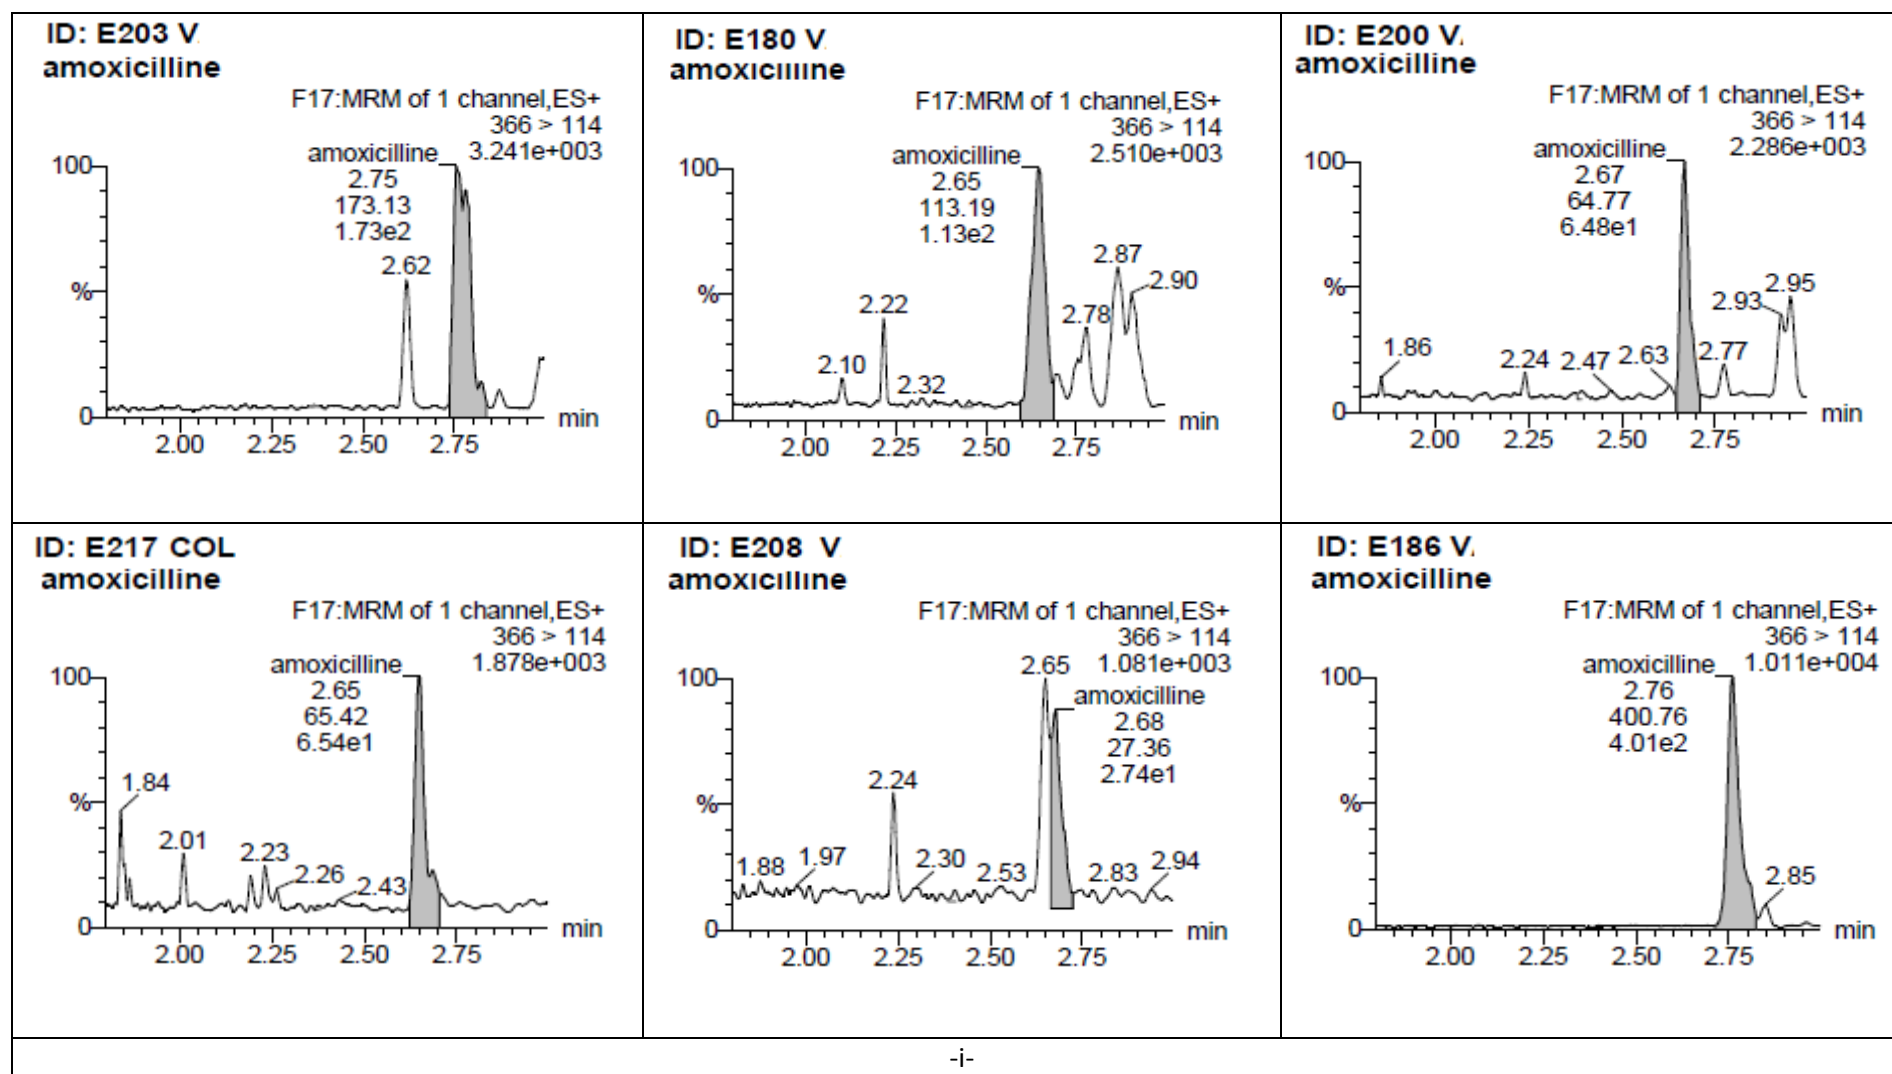 ID: E203 V
amoxicilline
F17:MRM of 1 channel,ES+
366 > 114
3.241e+003
amoxicilline
2.75
173.13
1.73e2
2.62
100
%
0
2.00 2.25 2.50 2.75
min
ID: E180 V
amoxicilline
F17:MRM of 1 channel,ES+
366 > 114
2.510e+003
amoxicilline
2.65
113.19
1.13e2
2.87
2.90
2.22
2.78
2.10
2.32
100
%
0
2.00 2.25 2.50 2.75
min
ID: E200 V
amoxicilline
F17:MRM of 1 channel,ES+
366 > 114
2.286e+003
amoxicilline
2.67
64.77
6.48e1
2.95
2.93
1.86
2.24 2.47 2.63 2.77
100
%
0
2.00 2.25 2.50 2.75
min
ID: E217 COL
amoxicilline
F17:MRM of 1 channel,ES+
366 > 114
1.878e+003
amoxicilline
2.65
65.42
6.54e1
1.84
2.01
2.23
2.26
2.43
100
%
0
2.00 2.25 2.50 2.75
min
ID: E208 V
amoxicilline
F17:MRM of 1 channel,ES+
366 > 114
1.081e+003
2.65
amoxicilline
2.68
27.36
2.74e1
2.24
1.88
1.97
2.30
2.53
2.83
2.94
100
%
0
2.00 2.25 2.50 2.75
min
ID: E186 V
amoxicilline
F17:MRM of 1 channel,ES+
366 > 114
1.011e+004
amoxicilline
2.76
400.76
4.01e2
2.85
100
%
0
2.00 2.25 2.50 2.75
min
-i-